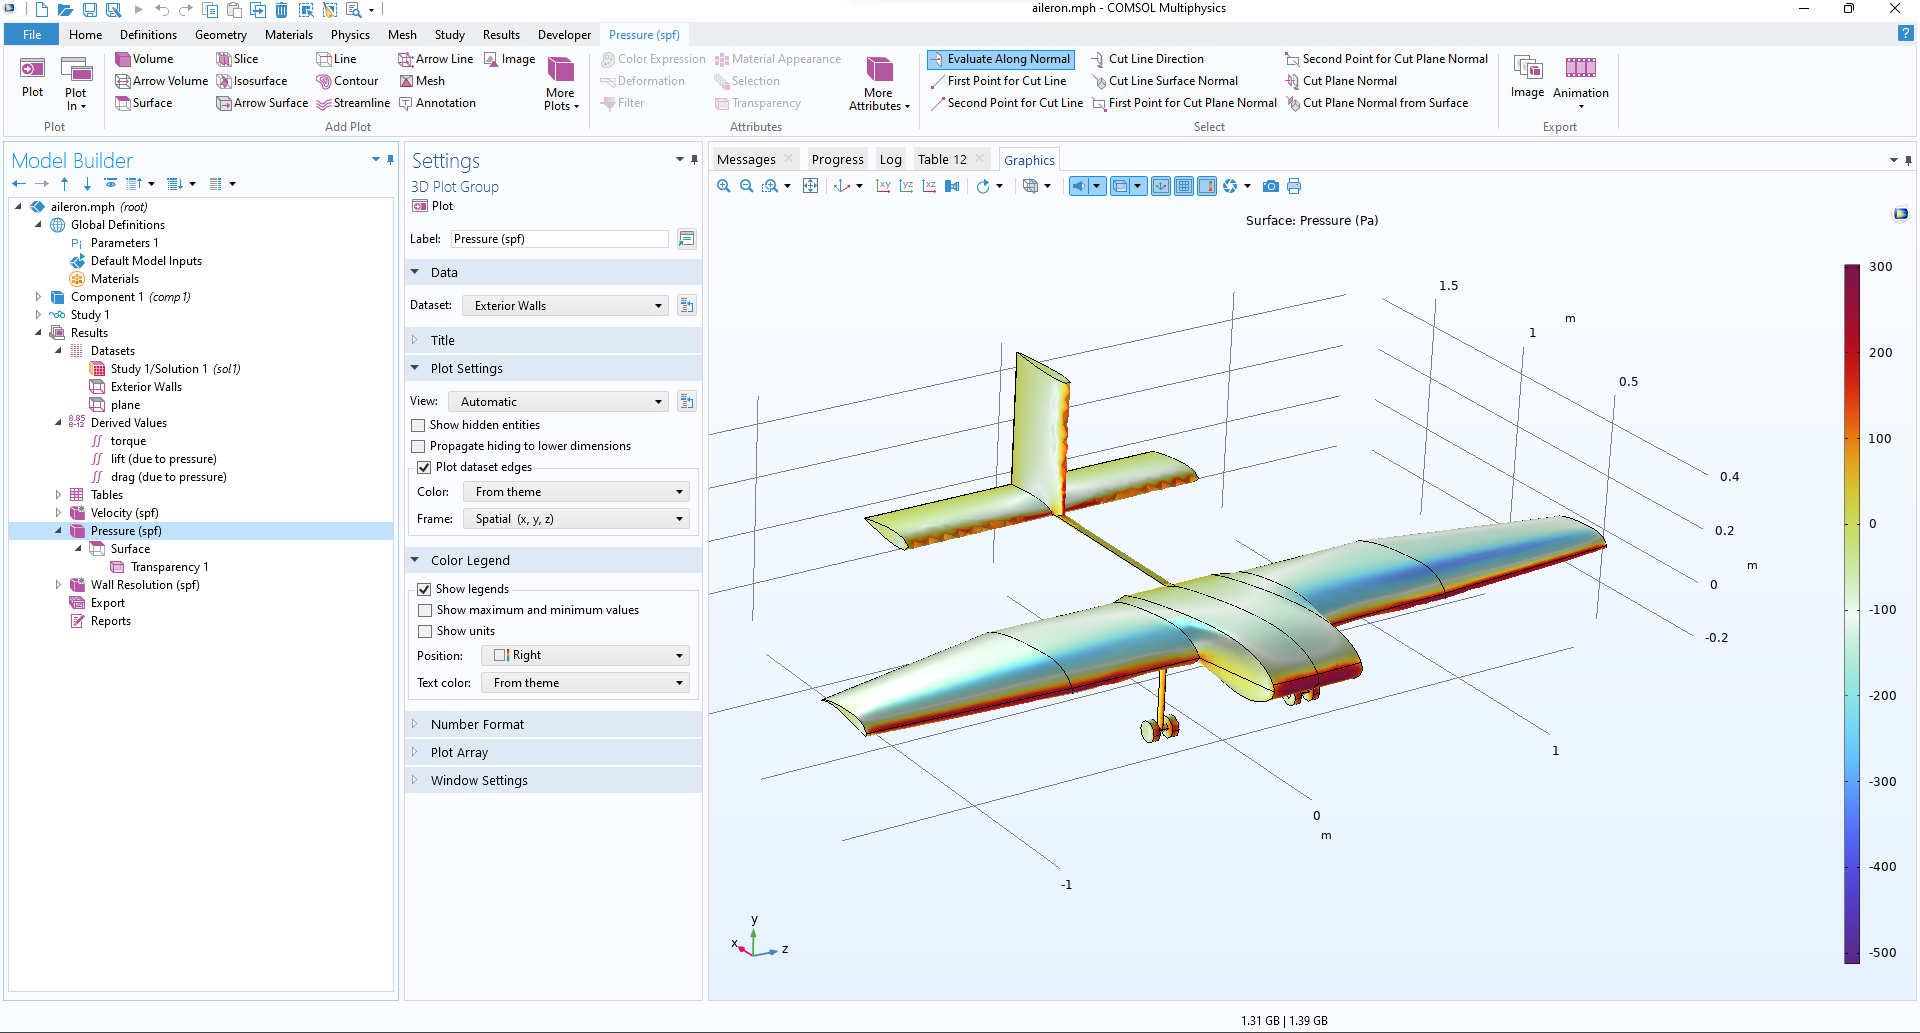 aileron.mph - COMSOL Multiphysics
File Home Definitions Geometry Materials Physics Mesh Study Results Developer Pressure (spf)
Plot
Plot In
Plot
Volume
Arrow Volume
Surface
Slice
Isosurface
Arrow Surface
Line
Contour
Streamline
Arrow Line
Mesh
Annotation
Image
More Plots
Add Plot
Color Expression
Deformation
Filter
Material Appearance
Selection
Transparency
More Attributes
Attributes
Evaluate Along Normal
First Point for Cut Line
Second Point for Cut Line
Cut Line Direction
Cut Line Surface Normal
First Point for Cut Plane Normal
Second Point for Cut Plane Normal
Cut Plane Normal
Cut Plane Normal from Surface
Select
Image
Animation
Export
Model Builder
aileron.mph (root)
Global Definitions
Pi Parameters 1
Default Model Inputs
Materials
Component 1 (comp1)
Study 1
Results
Datasets
Study 1/Solution 1 (sol1)
Exterior Walls
plane
8.85
e-12
Derived Values
torque
lift (due to pressure)
drag (due to pressure)
Tables
Velocity (spf)
Pressure (spf)
Surface
Transparency 1
Wall Resolution (spf)
Export
Reports
Settings
3D Plot Group
Plot
Label: Pressure (spf)
Data
Dataset: Exterior Walls
Title
Plot Settings
View: Automatic
Show hidden entities
Propagate hiding to lower dimensions
Plot dataset edges
Color: From theme
Frame: Spatial (x, y, z)
Color Legend
Show legends
Show maximum and minimum values
Show units
Position: Right
Text color: From theme
Number Format
Plot Array
Window Settings
Messages Progress Log Table 12 Graphics
xy yz xz
Surface: Pressure (Pa)
1.5
m
1
0.5
0.4
0.2
m
0
-0.2
1
0
m
-1
y
x
z
300
200
100
0
-100
-200
-300
-400
-500
1.31 GB | 1.39 GB